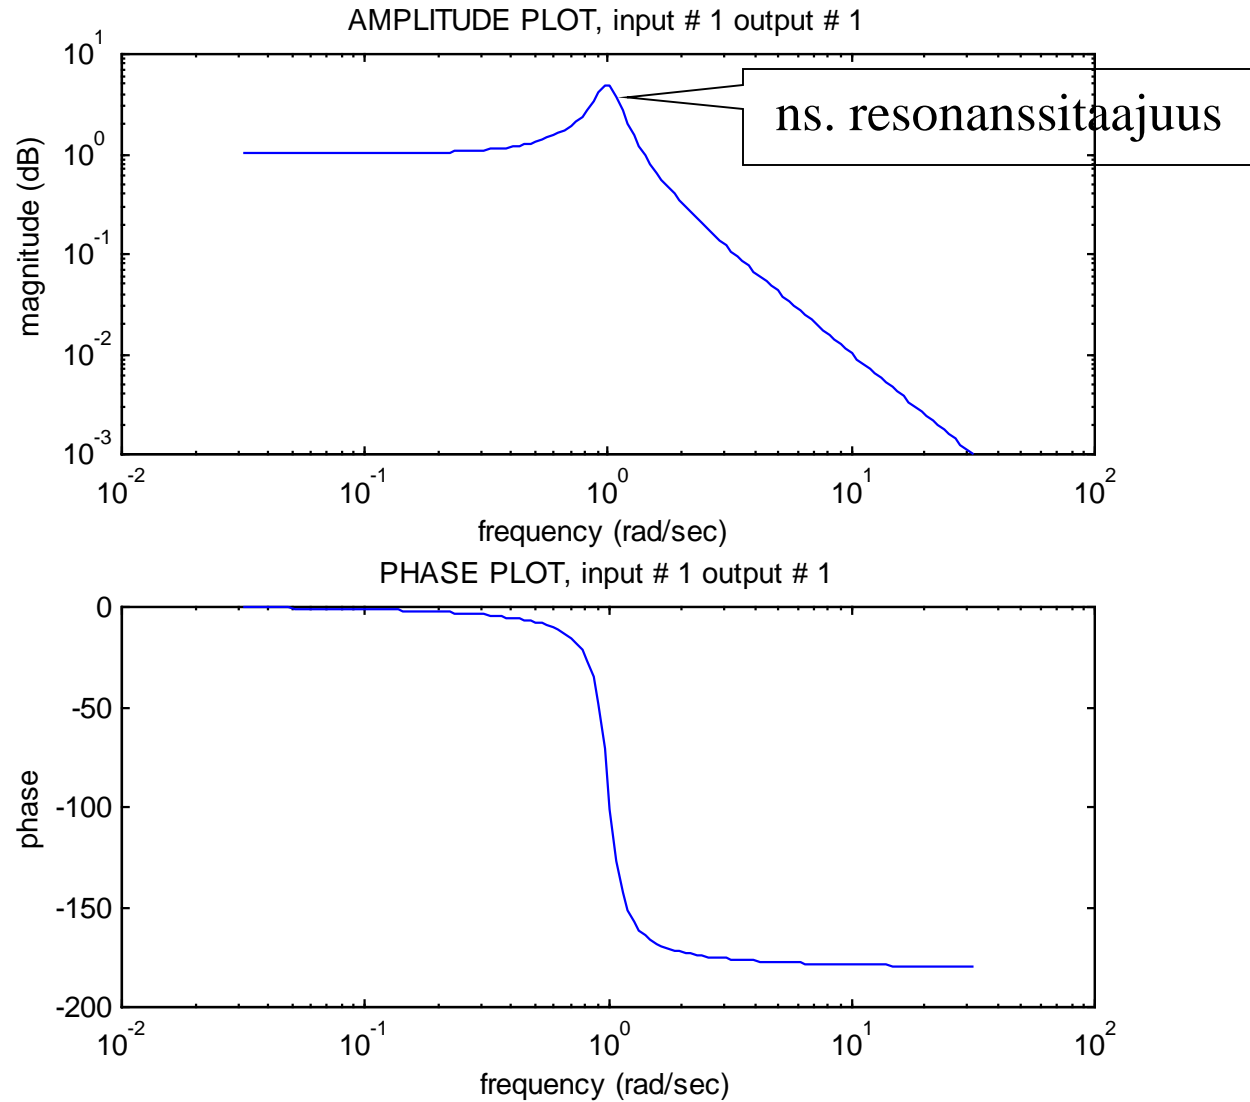 AMPLITUDE PLOT, input # 1 output # 1
10^1
10^0
10^-1
10^-2
10^-3
magnitude (dB)
ns. resonanssitaajuus
10^-2 10^-1 10^0 10^1 10^2
frequency (rad/sec)
PHASE PLOT, input # 1 output # 1
0
-50
-100
-150
-200
phase
10^-2 10^-1 10^0 10^1 10^2
frequency (rad/sec)